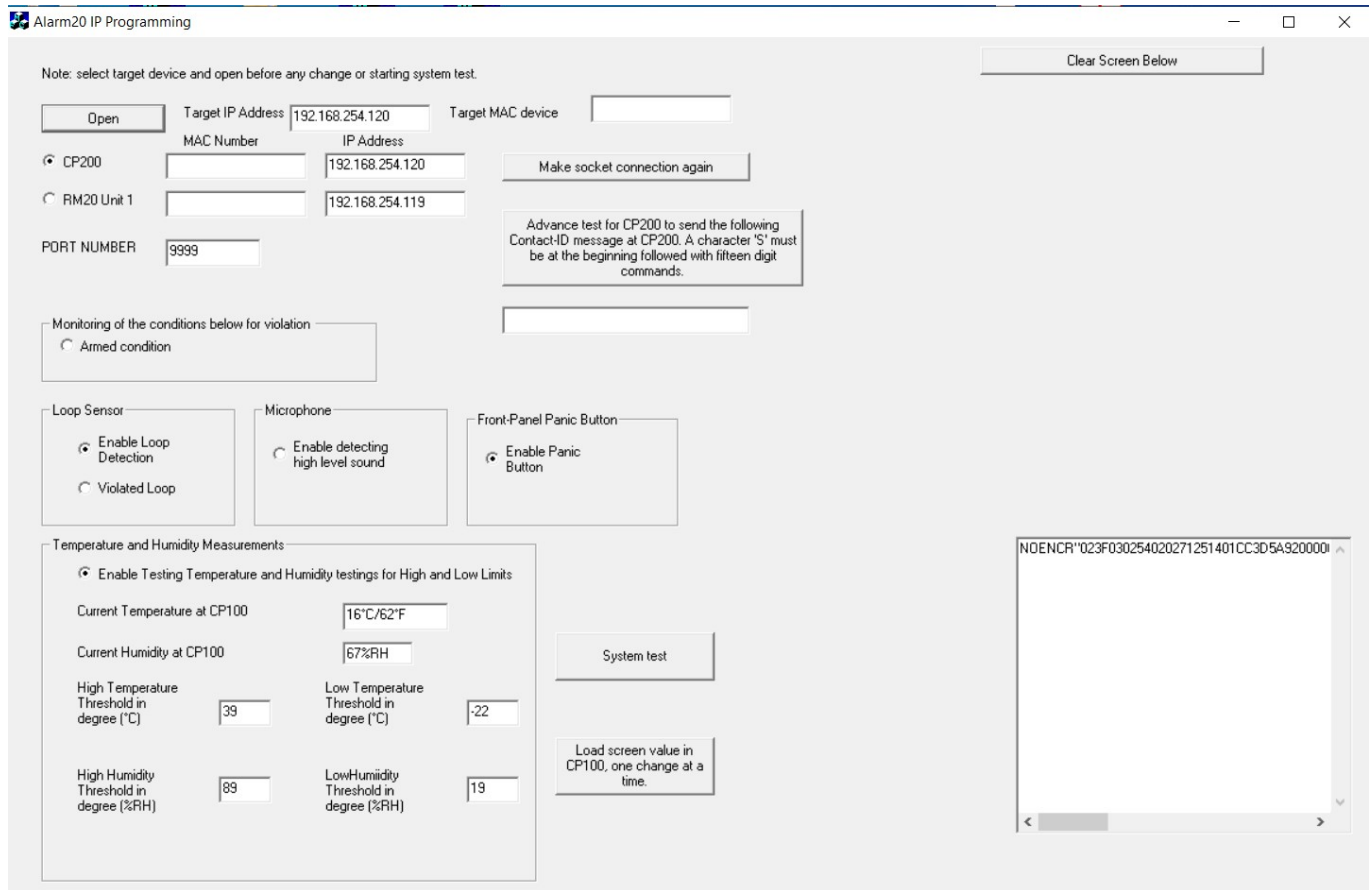 Alarm20 IP Programming
Clear Screen Below
Note: select target device and open before any change or starting system test.
Open
Target IP Address
192.168.254.120
Target MAC device
MAC Number
IP Address
CP200
192.168.254.120
Make socket connection again
RM20 Unit 1
192.168.254.119
Advance test for CP200 to send the following
Contact-ID message at CP200. A character 'S' must
be at the beginning followed with fifteen digit
commands.
PORT NUMBER
9999
Monitoring of the conditions below for violation
Armed condition
Loop Sensor
Enable Loop
Detection
Violated Loop
Microphone
Enable detecting
high level sound
Front-Panel Panic Button
Enable Panic
Button
Temperature and Humidity Measurements
Enable Testing Temperature and Humidity testings for High and Low Limits
Current Temperature at CP100
16°C/62°F
Current Humidity at CP100
67%RH
High Temperature
Threshold in
degree (°C)
39
Low Temperature
Threshold in
degree (°C)
-22
High Humidity
Threshold in
degree (%RH)
89
LowHumiidity
Threshold in
degree (%RH)
19
System test
Load screen value in
CP100, one change at a
time.
NOENCR"023F030254020271251401CC3D5A920000